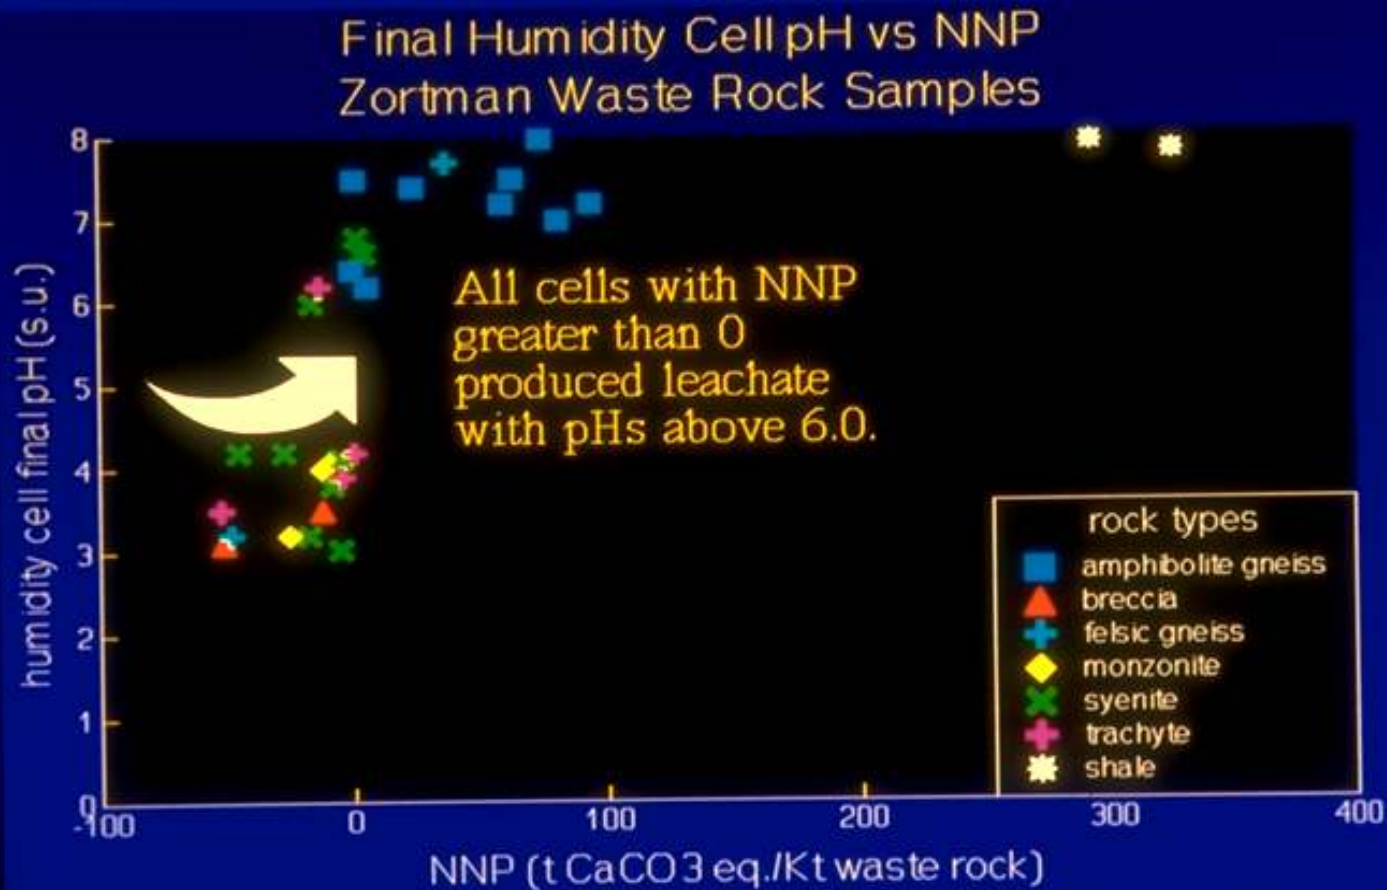 Final Humidity Cell pH vs NNP
Zortman Waste Rock Samples
8
7
6
5
4
3
2
1
0
humidity cell final pH (s.u.)
All cells with NNP
greater than 0
produced leachate
with pHs above 6.0.
rock types
amphibolite gneiss
breccia
felsic gneiss
monzonite
syenite
trachyte
shale
-100
0
100
200
300
400
NNP (t CaCO3 eq./Kt waste rock)